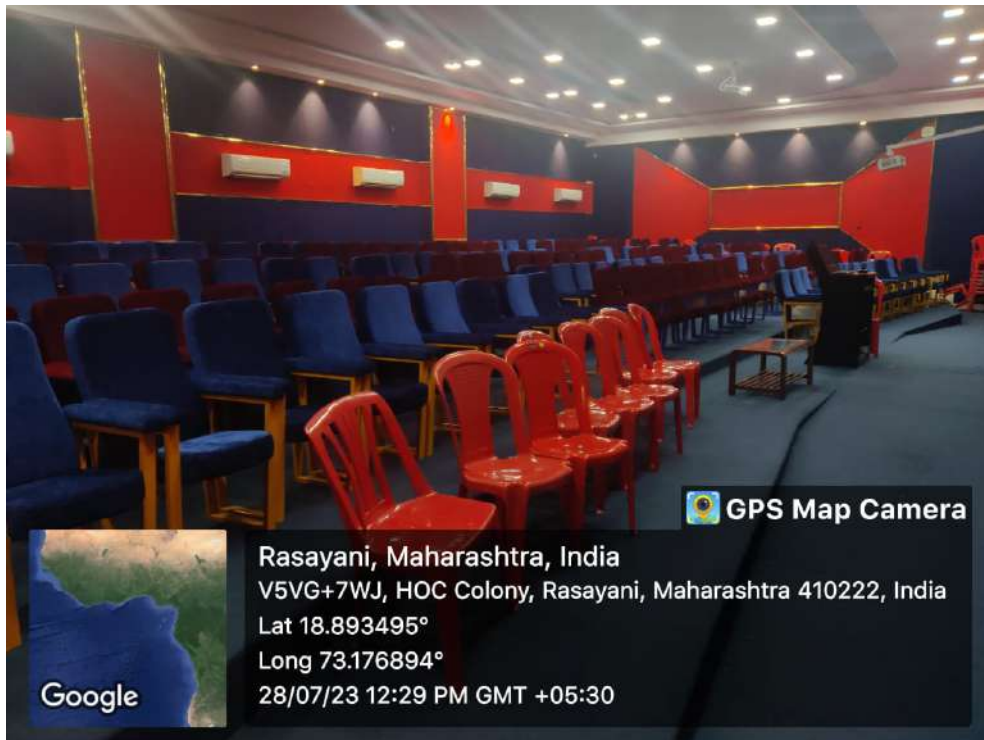 GPS Map Camera
Rasayani, Maharashtra, India
V5VG+7WJ, HOC Colony, Rasayani, Maharashtra 410222, India
Lat 18.893495°
Long 73.176894°
28/07/23 12:29 PM GMT +05:30
Google